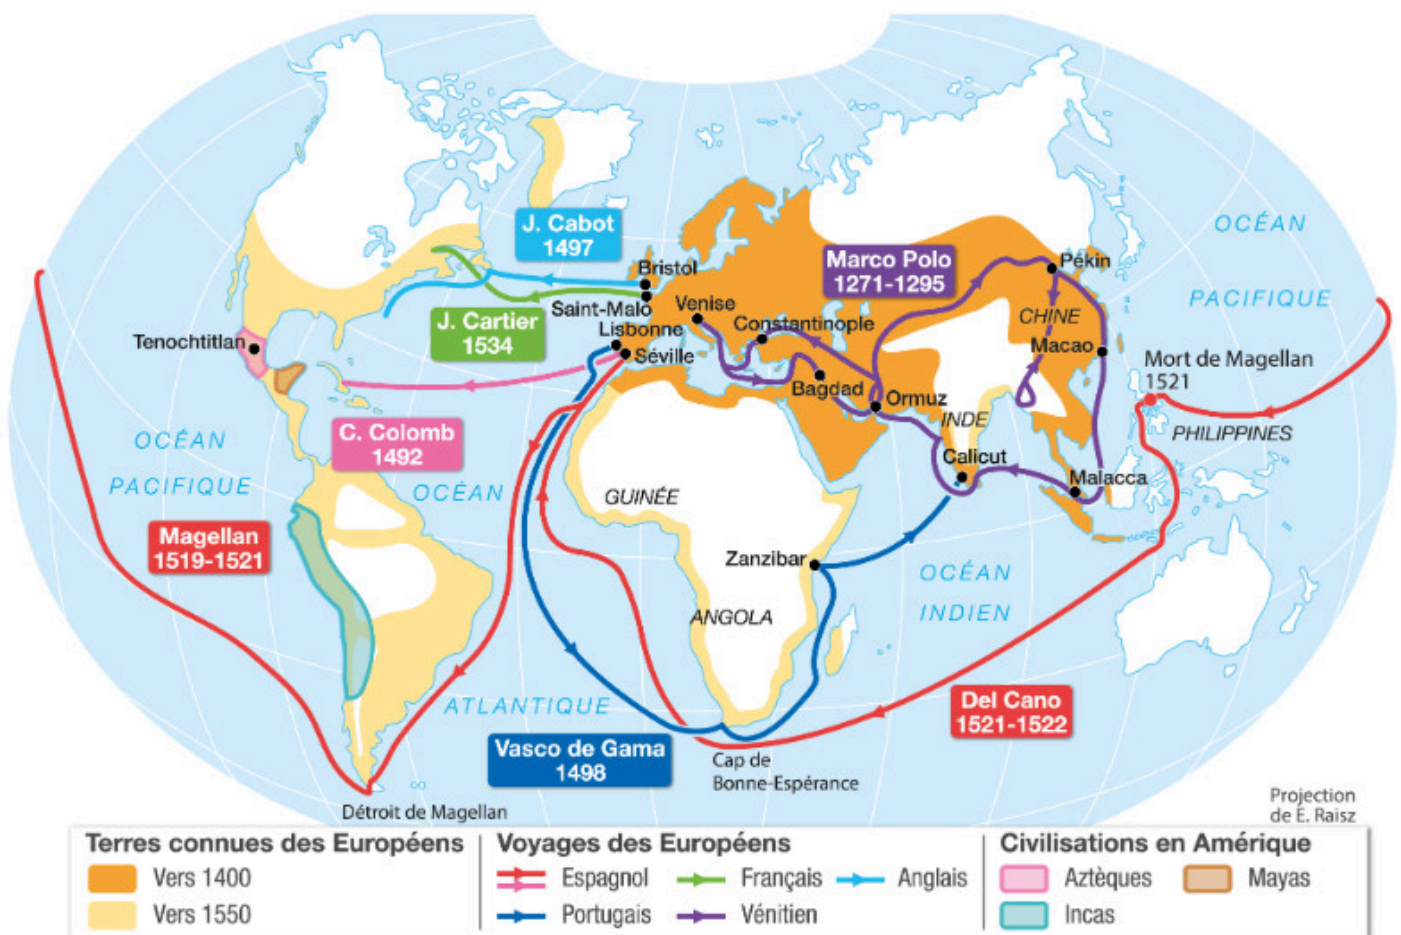 J. Cabot
1497
OCÉAN
PACIFIQUE
Marco Polo
1271-1295
Pékin
Bristol
Saint-Malo
Venise
CHINE
J. Cartier
1534
Lisbonne
Constantinople
Tenochtitlan
Séville
Macao
Mort de Magellan
1521
Bagdad
Ormuz
INDE
PHILIPPINES
C. Colomb
1492
OCÉAN
PACIFIQUE
OCÉAN
Calicut
Malacca
GUINÉE
Magellan
1519-1521
Zanzibar
OCÉAN
INDIEN
ANGOLA
ATLANTIQUE
Del Cano
1521-1522
Vasco de Gama
1498
Cap de
Bonne-Espérance
Détroit de Magellan
Projection
de E. Raisz
Terres connues des Européens
Vers 1400
Vers 1550
Voyages des Européens
Espagnol
Français
Anglais
Portugais
Vénitien
Civilisations en Amérique
Aztèques
Mayas
Incas